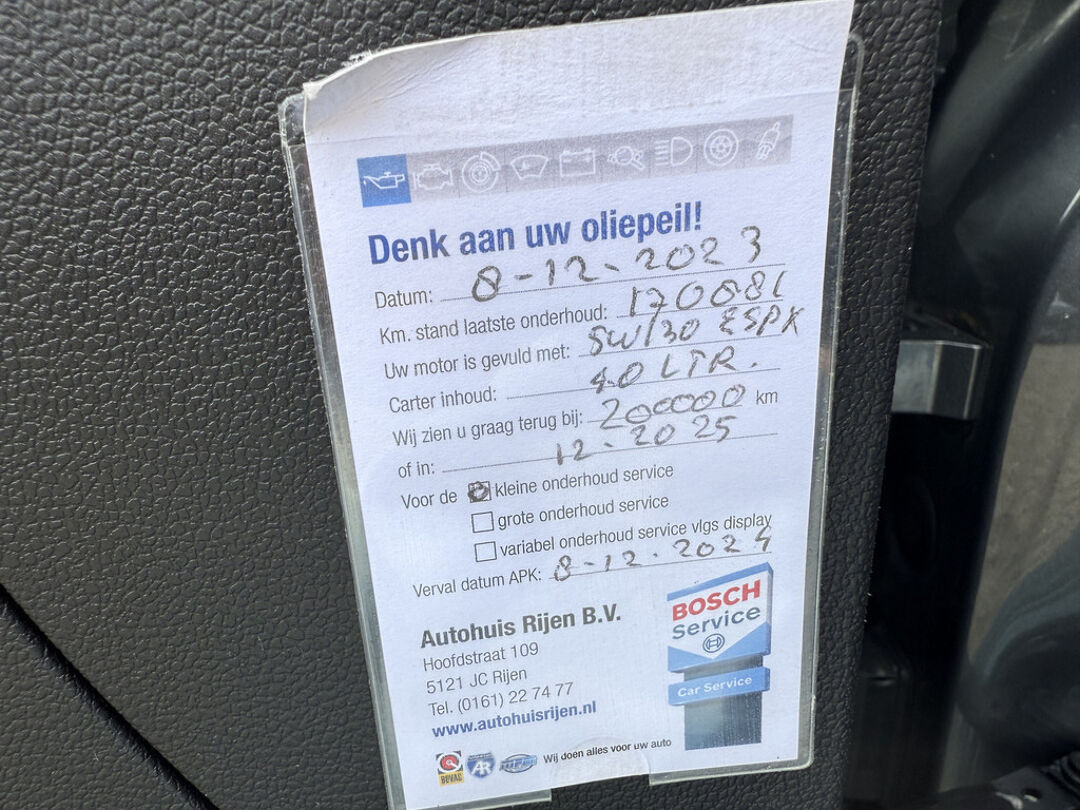 Denk aan uw oliepeil!
Datum: 8-12-2023
Km. stand laatste onderhoud: 170081
Uw motor is gevuld met: 5W/30 ESPX
Carter inhoud: 4.0 LTR.
Wij zien u graag terug bij: 200000 km
of in: 12-2025
Voor de kleine onderhoud service
grote onderhoud service
variabel onderhoud service vlgs display
Verval datum APK: 8-12-2024
Autohuis Rijen B.V.
Hoofdstraat 109
5121 JC Rijen
Tel. (0161) 22 74 77
www.autohuisrijen.nl
BOSCH
Service
Car Service
BOVAG
AR
Wij doen alles voor uw auto